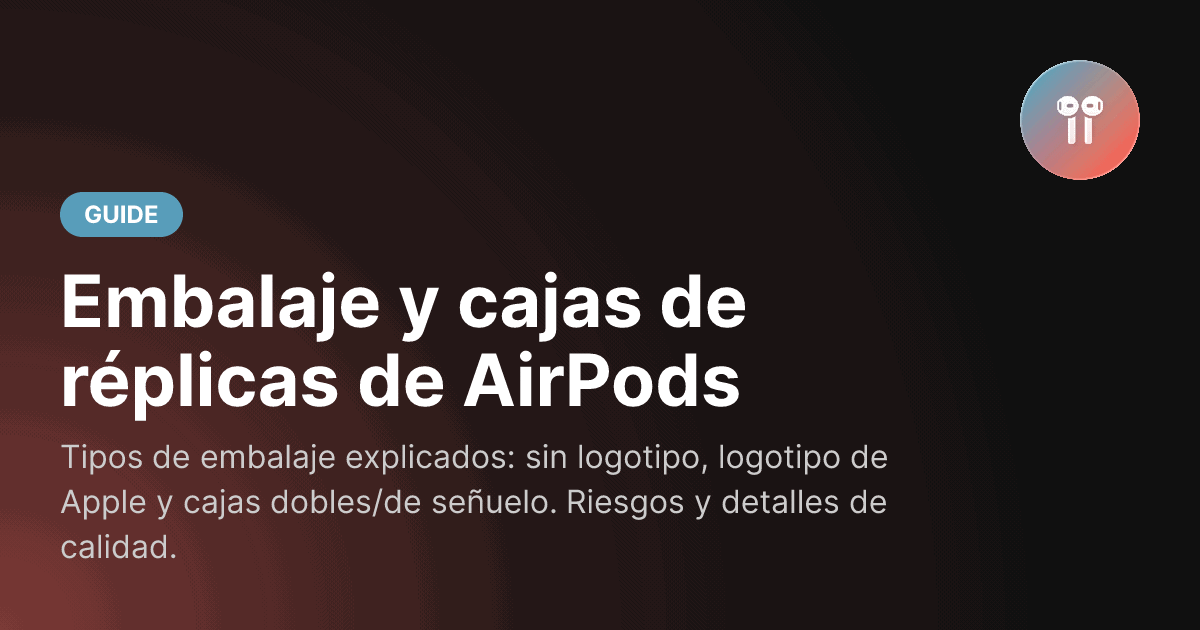 GUIDE
Embalaje y cajas de
réplicas de AirPods
Tipos de embalaje explicados: sin logotipo, logotipo de
Apple y cajas dobles/de señuelo. Riesgos y detalles de
calidad.